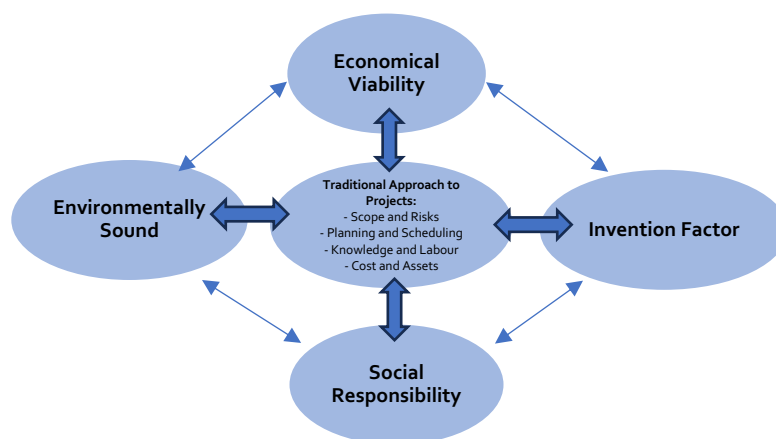 Economical
Viability
Environmentally
Sound
Traditional Approach to
Projects:
- Scope and Risks
- Planning and Scheduling
- Knowledge and Labour
- Cost and Assets
Invention Factor
Social
Responsibility